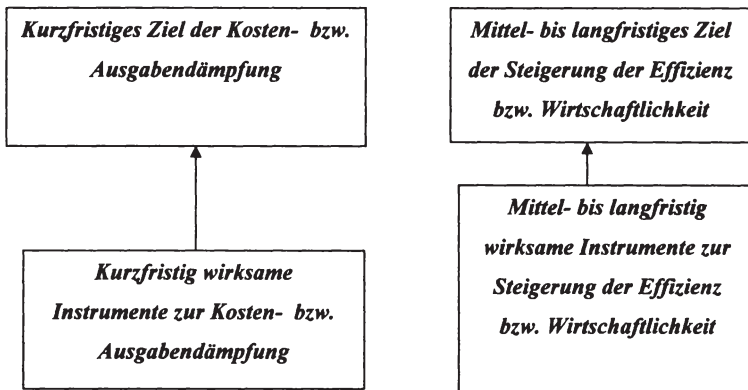 Kurzfristiges Ziel der Kosten- bzw.
Ausgabendämpfung
Mittel- bis langfristiges Ziel
der Steigerung der Effizienz
bzw. Wirtschaftlichkeit
Kurzfristig wirksame
Instrumente zur Kosten- bzw.
Ausgabendämpfung
Mittel- bis langfristig
wirksame Instrumente zur
Steigerung der Effizienz
bzw. Wirtschaftlichkeit